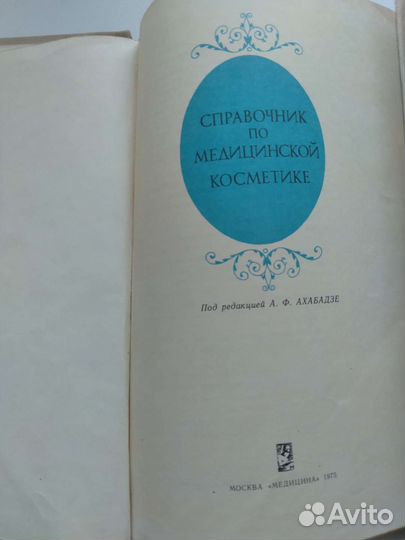 СПРАВОЧНИК
ПО
МЕДИЦИНСКОЙ
КОСМЕТИКЕ
Под редакцией А. Ф. АХАБАДЗЕ
МОСКВА «МЕДИЦИНА» 1975
Avito